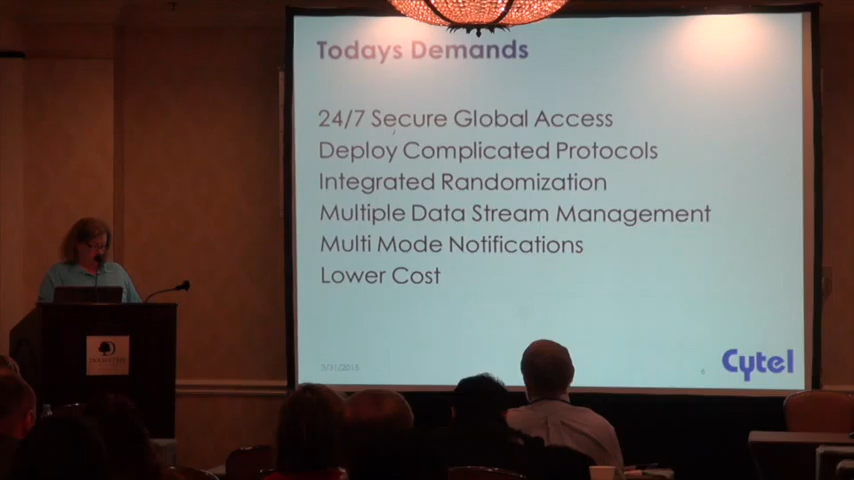 Todays Demands
24/7 Secure Global Access
Deploy Complicated Protocols
Integrated Randomization
Multiple Data Stream Management
Multi Mode Notifications
Lower Cost
Cytel